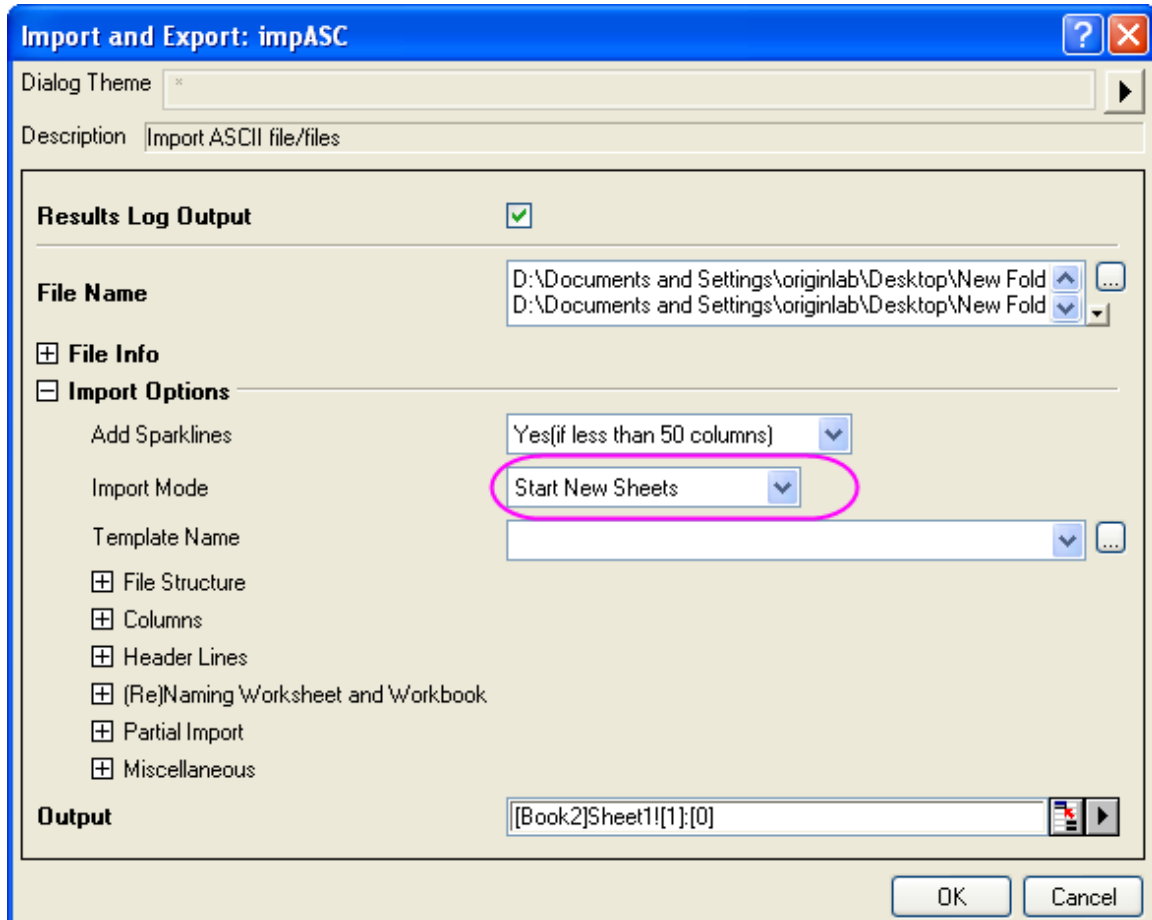 Import and Export: impASC
Dialog Theme *
Description Import ASCII file/files
Results Log Output
File Name D:\Documents and Settings\originlab\Desktop\New Fold ...
D:\Documents and Settings\originlab\Desktop\New Fold
File Info
Import Options
Add Sparklines Yes(if less than 50 columns)
Import Mode Start New Sheets
Template Name ...
File Structure
Columns
Header Lines
(Re)Naming Worksheet and Workbook
Partial Import
Miscellaneous
Output [Book2]Sheet1![1]:[0]
OK Cancel